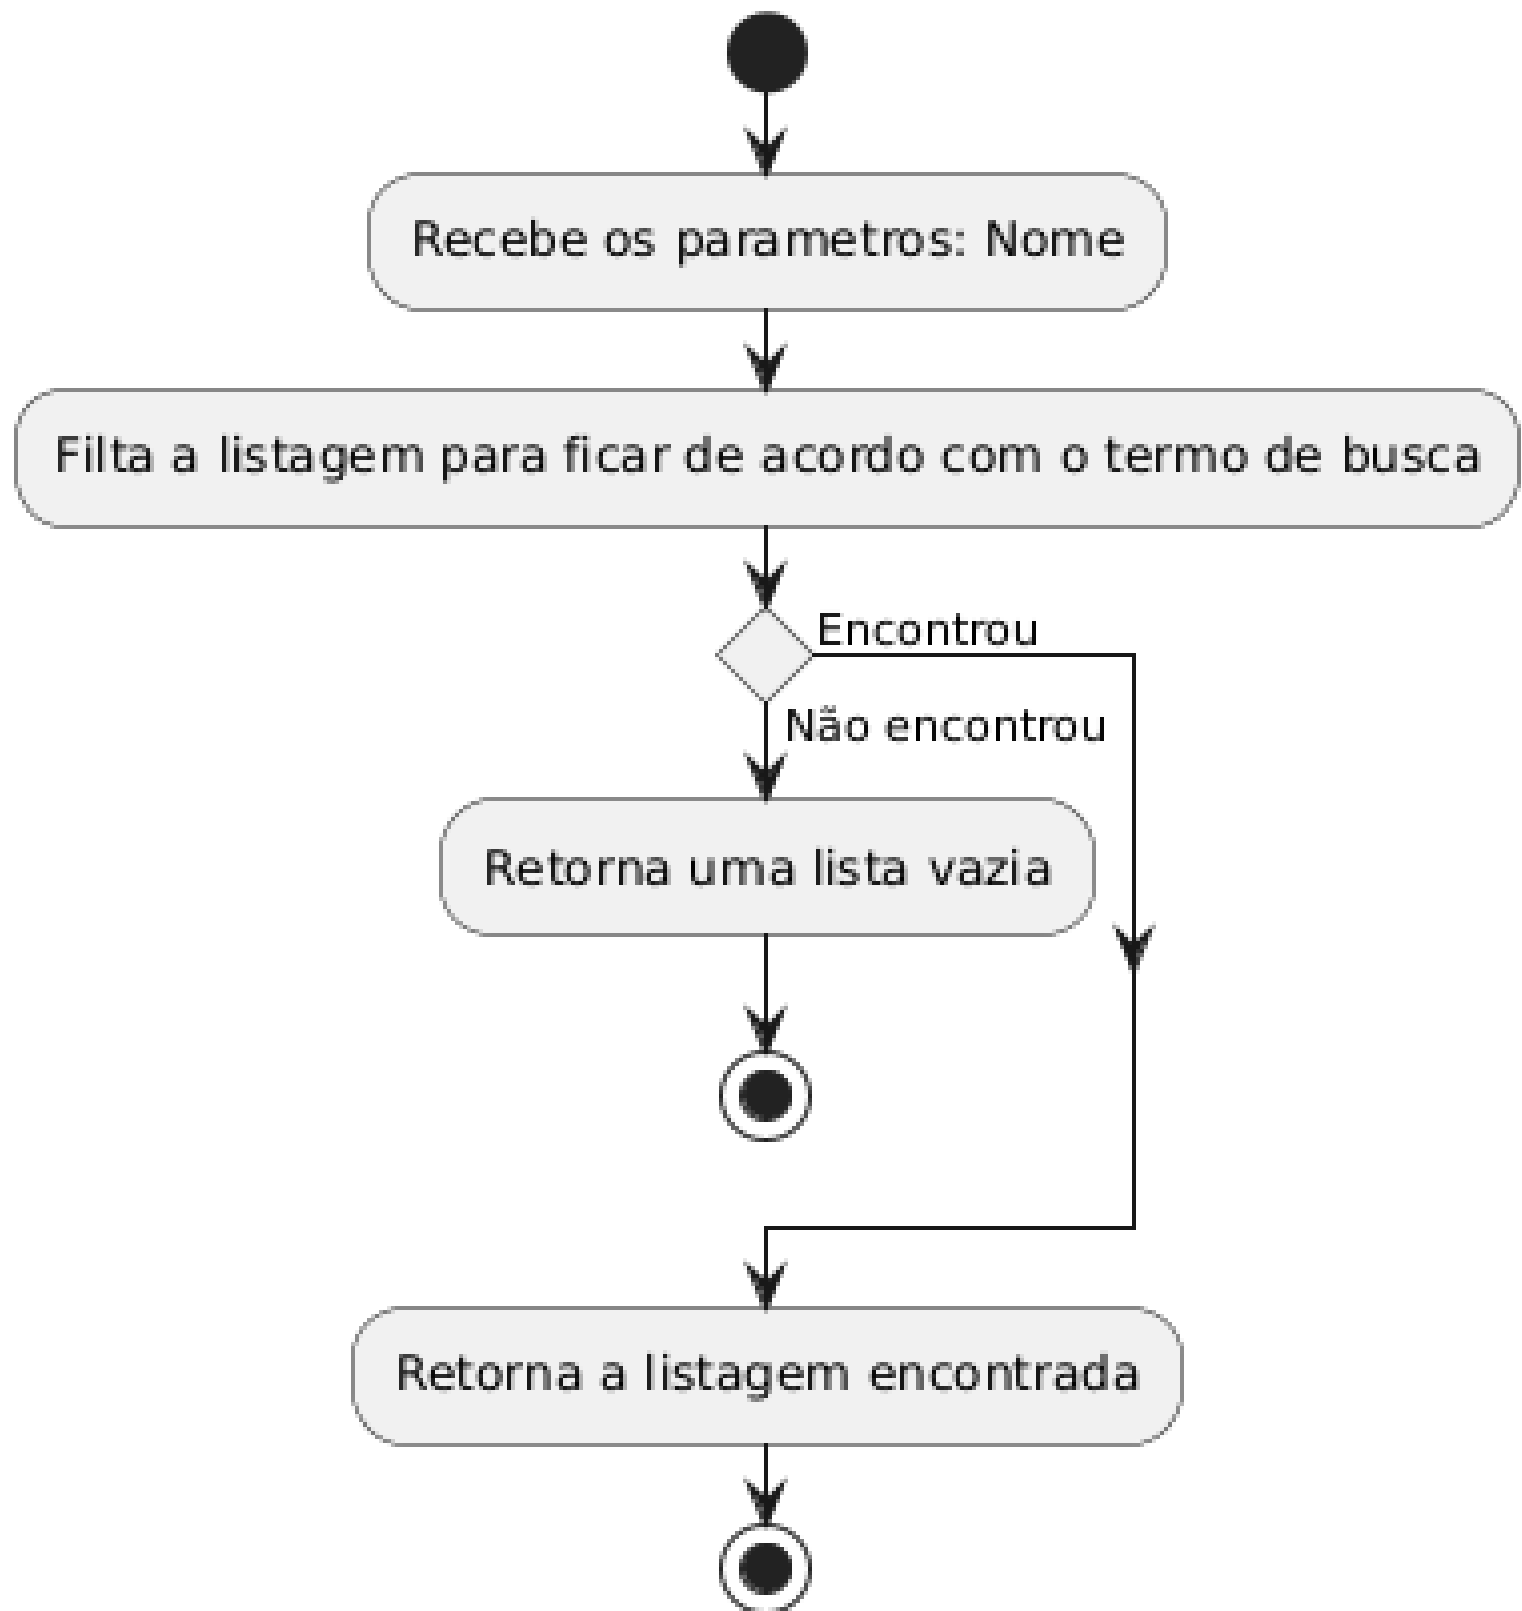 Recebe os parametros: Nome
Filta a listagem para ficar de acordo com o termo de busca
Encontrou
Não encontrou
Retorna uma lista vazia
Retorna a listagem encontrada